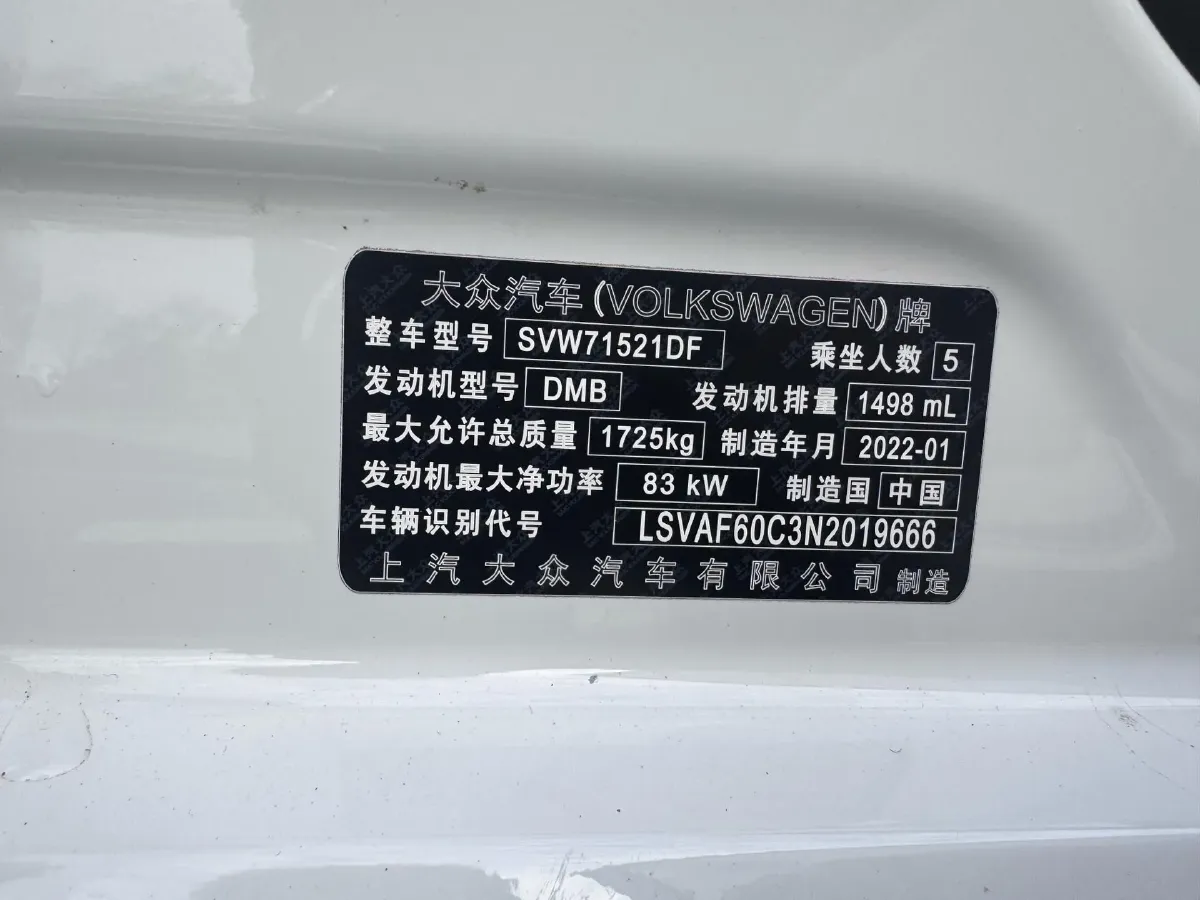 大众汽车(VOLKSWAGEN)牌
整车型号 SVW71521DF 乘坐人数 5
发动机型号 DMB 发动机排量 1498 mL
最大允许总质量 1725kg 制造年月 2022-01
发动机最大净功率 83 kW 制造国 中国
车辆识别代号 LSVAF60C3N2019666
上汽大众汽车有限公司 制造